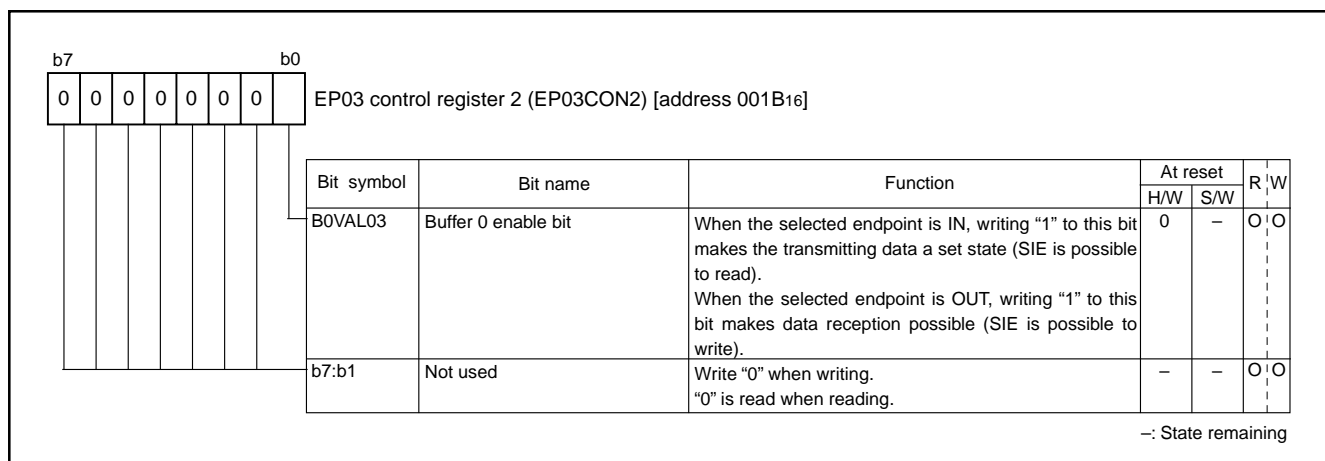 b7 b0
0 0 0 0 0 0 0 EP03 control register 2 (EP03CON2) [address 001B16]
Bit symbol Bit name Function At reset R W
H/W S/W
B0VAL03 Buffer 0 enable bit When the selected endpoint is IN, writing “1” to this bit 0 – O O
makes the transmitting data a set state (SIE is possible
to read).
When the selected endpoint is OUT, writing “1” to this
bit makes data reception possible (SIE is possible to
write).
b7:b1 Not used Write “0” when writing. – – O O
“0” is read when reading.
–: State remaining